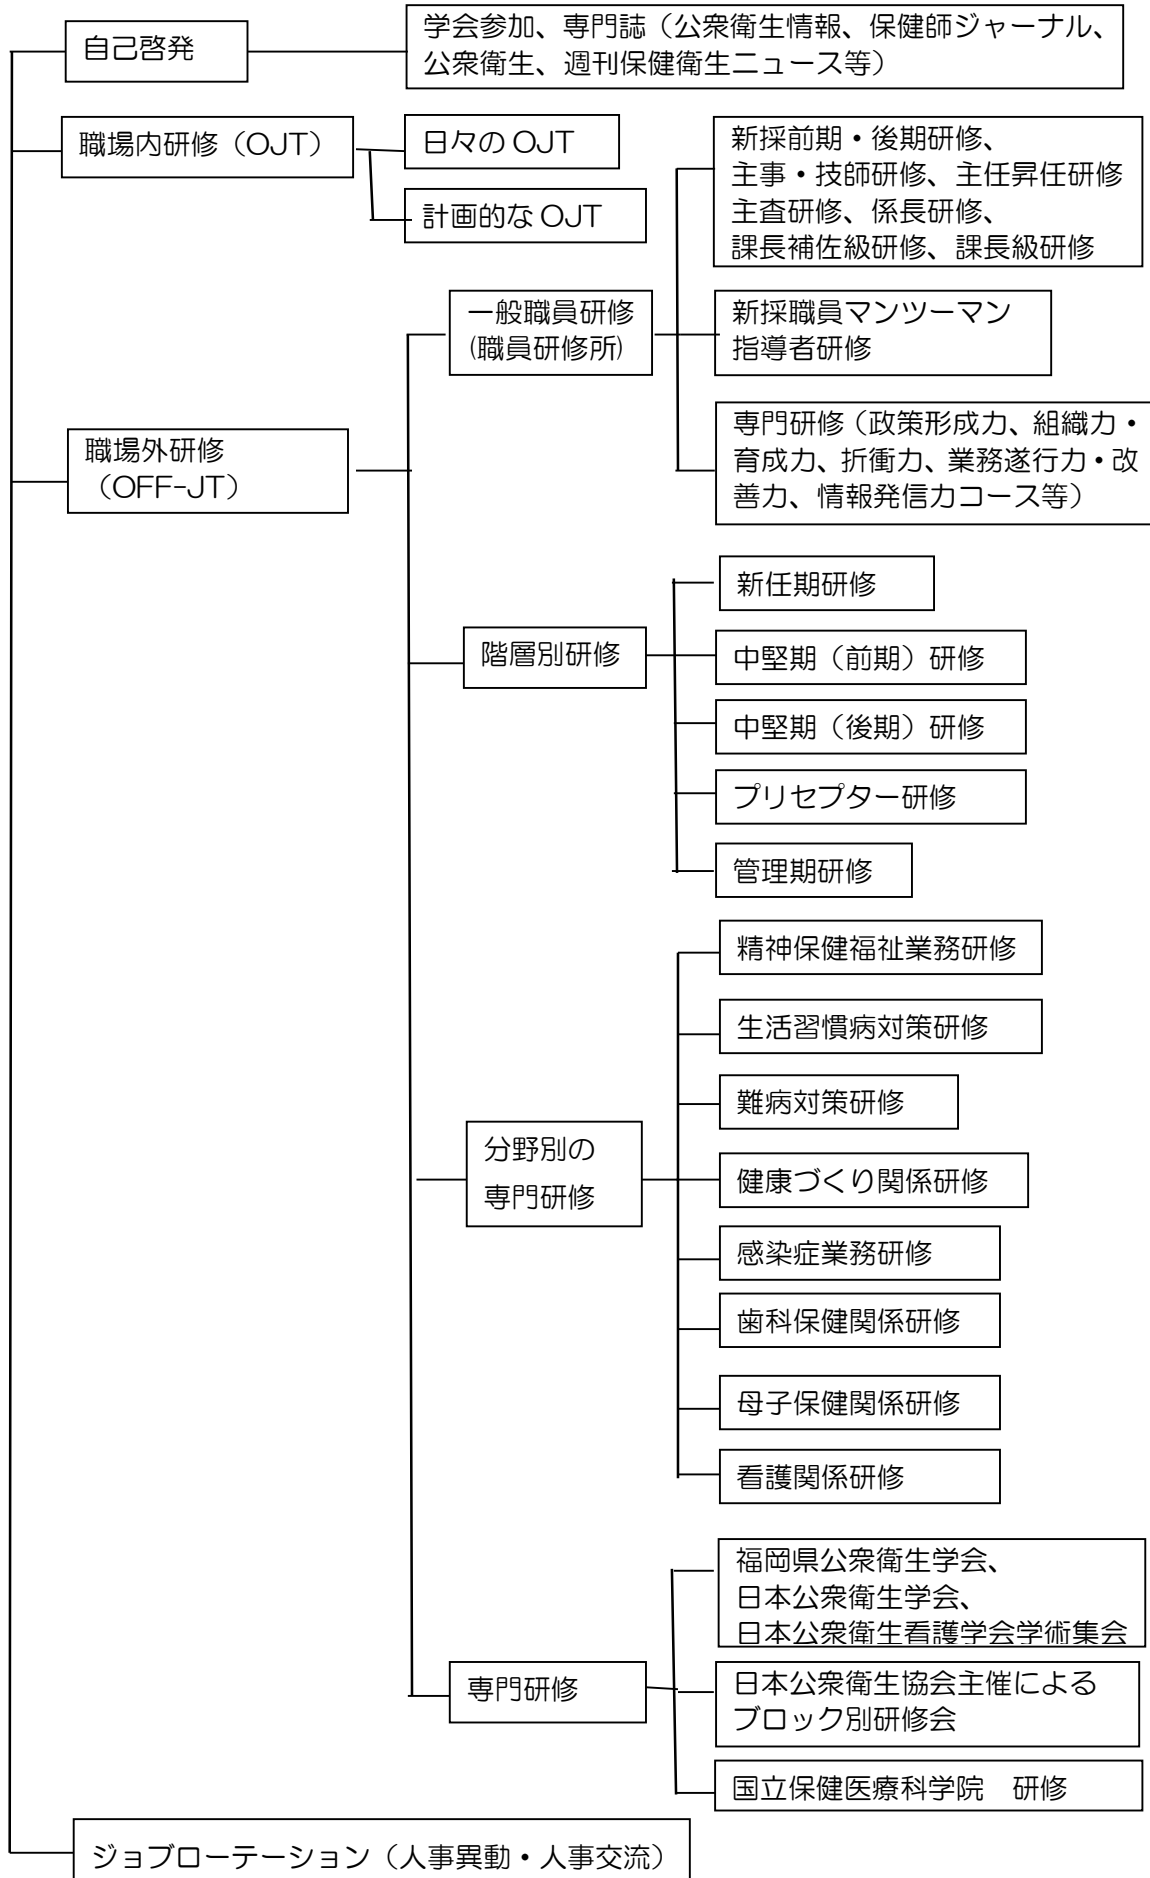 自己啓発
学会参加、専門誌（公衆衛生情報、保健師ジャーナル、
公衆衛生、週刊保健衛生ニュース等）
職場内研修（OJT）
日々の OJT
計画的な OJT
職場外研修
（OFF-JT）
一般職員研修
(職員研修所)
新採前期・後期研修、
主事・技師研修、主任昇任研修
主査研修、係長研修、
課長補佐級研修、課長級研修
新採職員マンツーマン
指導者研修
専門研修（政策形成力、組織力・
育成力、折衝力、業務遂行力・改
善力、情報発信力コース等）
階層別研修
新任期研修
中堅期（前期）研修
中堅期（後期）研修
プリセプター研修
管理期研修
分野別の
専門研修
精神保健福祉業務研修
生活習慣病対策研修
難病対策研修
健康づくり関係研修
感染症業務研修
歯科保健関係研修
母子保健関係研修
看護関係研修
専門研修
福岡県公衆衛生学会、
日本公衆衛生学会、
日本公衆衛生看護学会学術集会
日本公衆衛生協会主催による
ブロック別研修会
国立保健医療科学院　研修
ジョブローテーション（人事異動・人事交流）